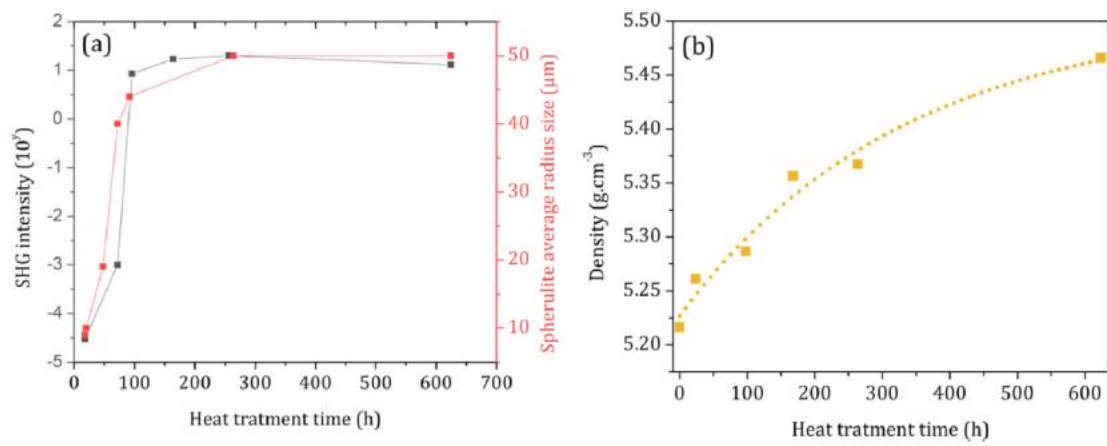 (a)
SHG intensity (10ʸ)
2
1
0
-1
-2
-3
-4
-5
0 100 200 300 400 500 600 700
Heat tratment time (h)
50
40
30
20
10
Spherulite average radius size (µm)
(b)
Density (g.cm⁻³)
5.50
5.45
5.40
5.35
5.30
5.25
5.20
0 100 200 300 400 500 600
Heat tratment time (h)